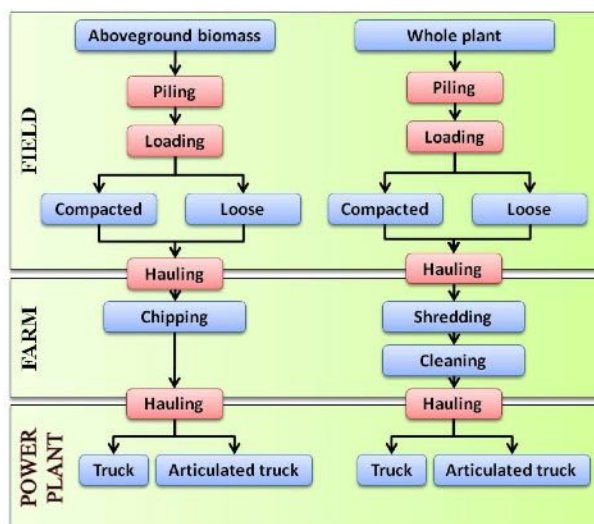 Aboveground biomass
Whole plant
Piling
Piling
Loading
Loading
FIELD
Compacted
Loose
Compacted
Loose
Hauling
Hauling
FARM
Chipping
Shredding
Cleaning
Hauling
Hauling
POWER
PLANT
Truck
Articulated truck
Truck
Articulated truck